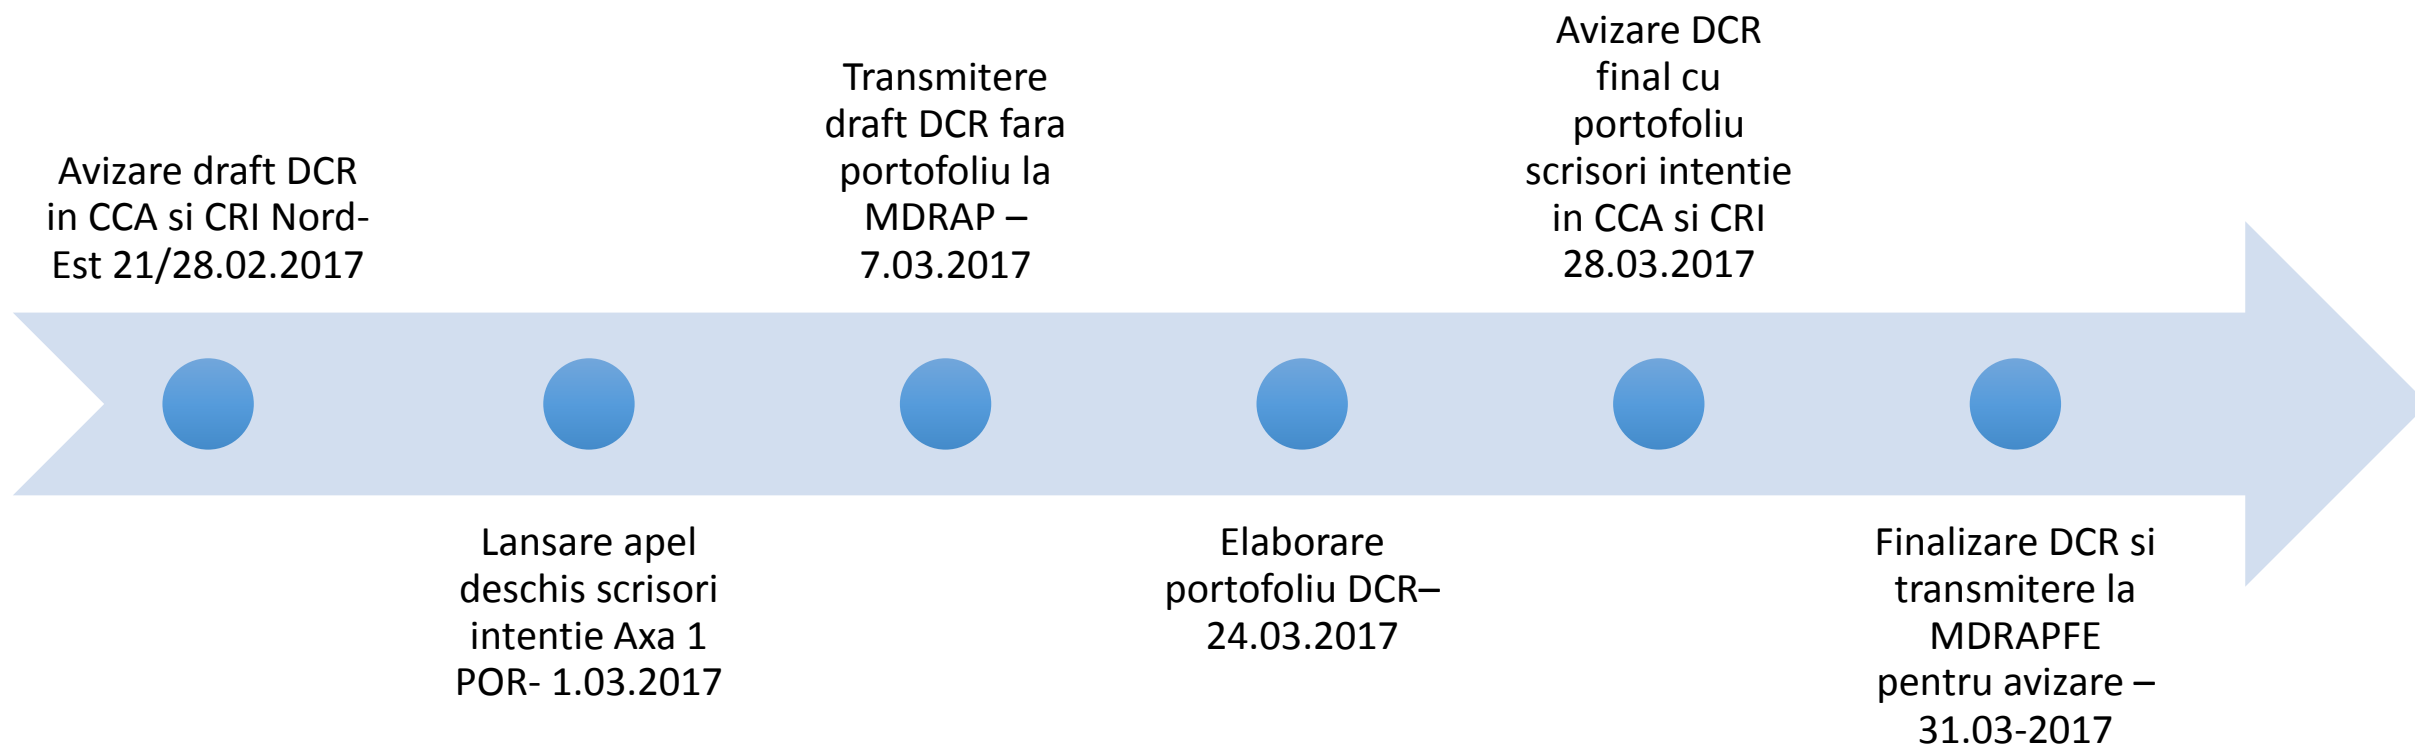 Avizare draft DCR
in CCA si CRI Nord-
Est 21/28.02.2017
Lansare apel
deschis scrisori
intentie Axa 1
POR- 1.03.2017
Transmitere
draft DCR fara
portofoliu la
MDRAP –
7.03.2017
Elaborare
portofoliu DCR–
24.03.2017
Avizare DCR
final cu
portofoliu
scrisori intentie
in CCA si CRI
28.03.2017
Finalizare DCR si
transmitere la
MDRAPFE
pentru avizare –
31.03-2017